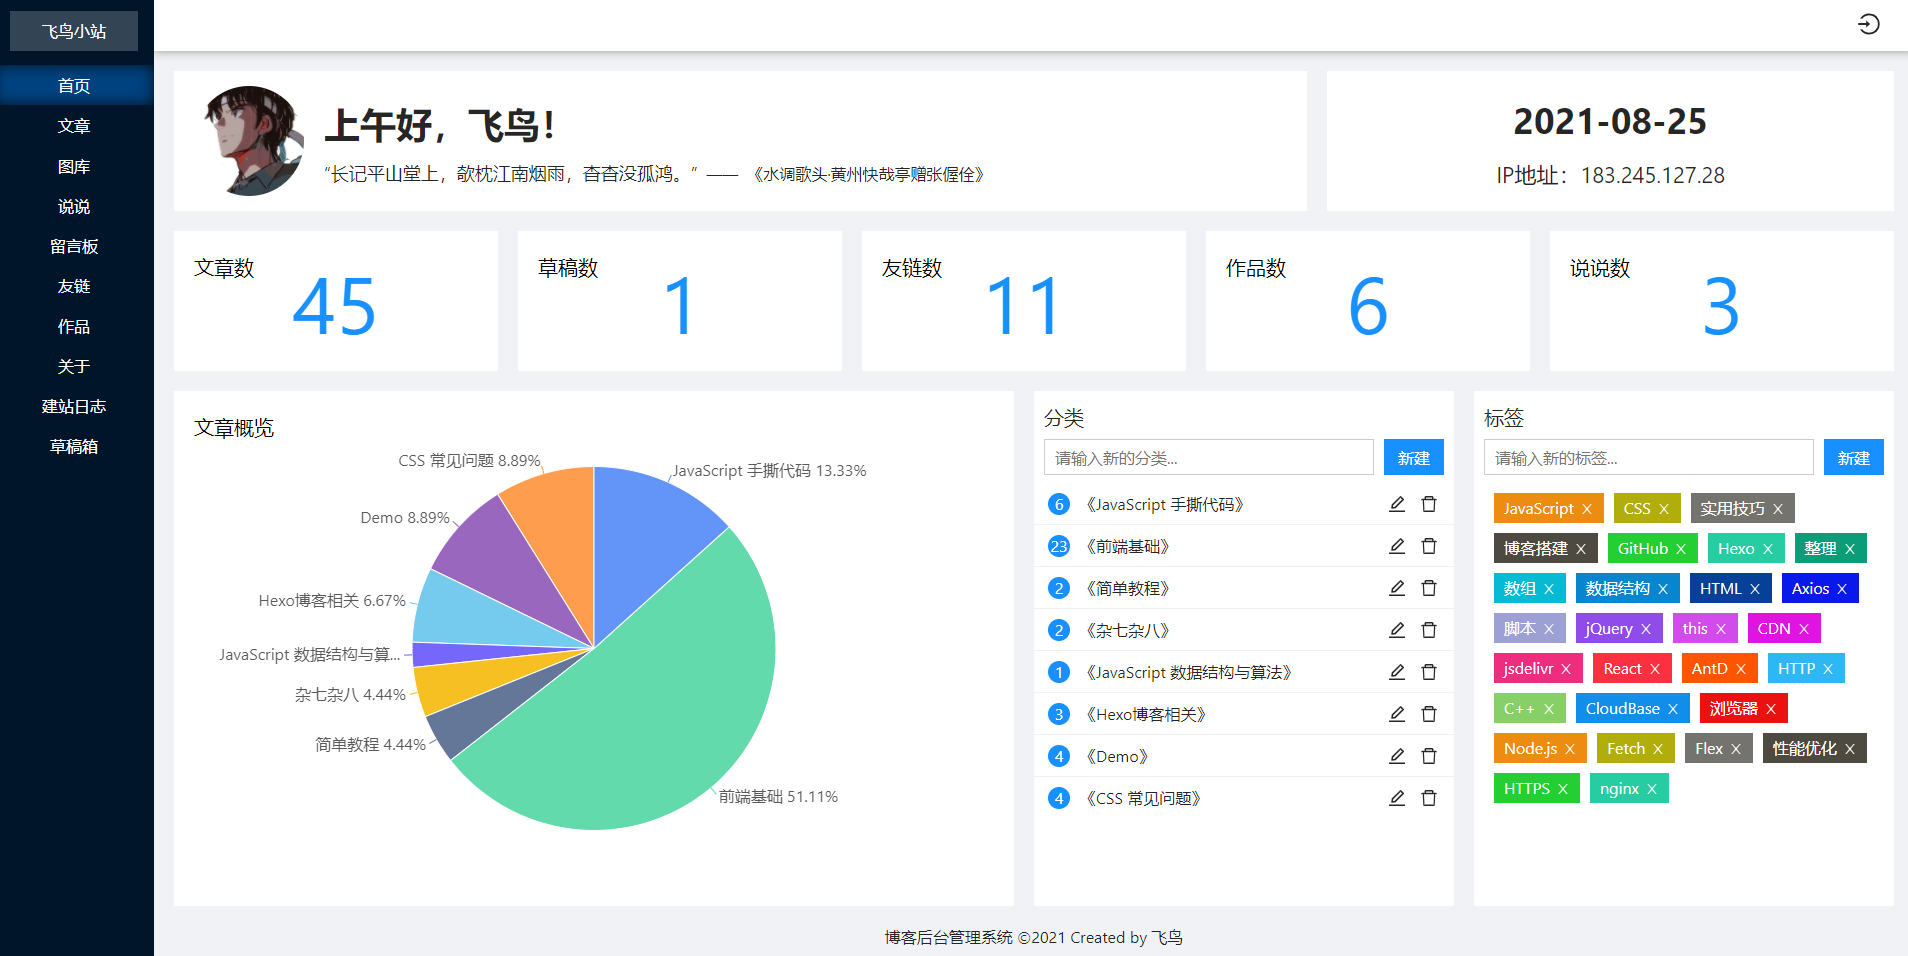 飞鸟小站
首页
文章
图库
说说
留言板
友链
作品
关于
建站日志
草稿箱
上午好，飞鸟！
“长记平山堂上，欹枕江南烟雨，杳杳没孤鸿。” —— 《水调歌头·黄州快哉亭赠张偓佺》
2021-08-25
IP地址：183.245.127.28
文章数
45
草稿数
1
友链数
11
作品数
6
说说数
3
文章概览
CSS 常见问题 8.89%
JavaScript 手撕代码 13.33%
Demo 8.89%
Hexo博客相关 6.67%
JavaScript 数据结构与算...
杂七杂八 4.44%
简单教程 4.44%
前端基础 51.11%
分类
请输入新的分类... 新建
6 《JavaScript 手撕代码》
23 《前端基础》
2 《简单教程》
2 《杂七杂八》
1 《JavaScript 数据结构与算法》
3 《Hexo博客相关》
4 《Demo》
4 《CSS 常见问题》
标签
请输入新的标签... 新建
JavaScript X CSS X 实用技巧 X
博客搭建 X GitHub X Hexo X 整理 X
数组 X 数据结构 X HTML X Axios X
脚本 X jQuery X this X CDN X
jsdelivr X React X AntD X HTTP X
C++ X CloudBase X 浏览器 X
Node.js X Fetch X Flex X 性能优化 X
HTTPS X nginx X
博客后台管理系统 ©2021 Created by 飞鸟